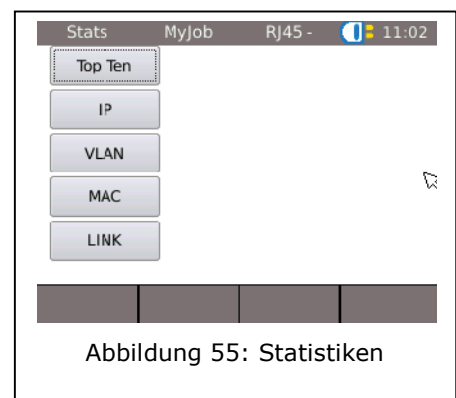 Stats MyJob RJ45 - 11:02
Top Ten
IP
VLAN
MAC
LINK
Abbildung 55: Statistiken